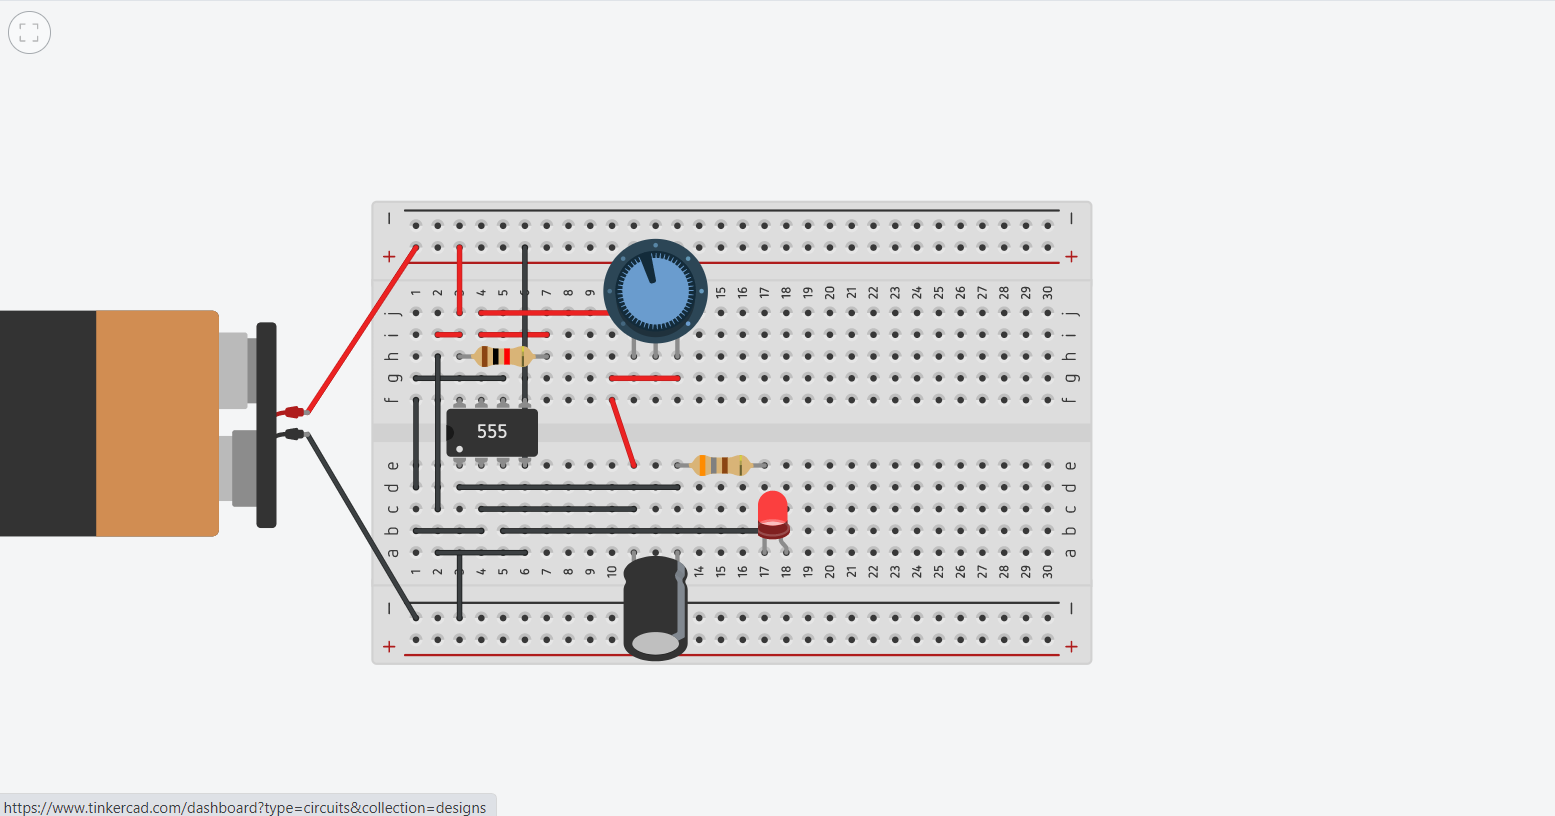 − −
+ +
1 2 3 4 5 6 7 8 9 15 16 17 18 19 20 21 22 23 24 25 26 27 28 29 30
j j
i i
h h
g g
f f
555
e e
d d
c c
b b
a a
1 2 3 4 5 6 7 8 9 10 14 15 16 17 18 19 20 21 22 23 24 25 26 27 28 29 30
− −
+ +
https://www.tinkercad.com/dashboard?type=circuits&collection=designs